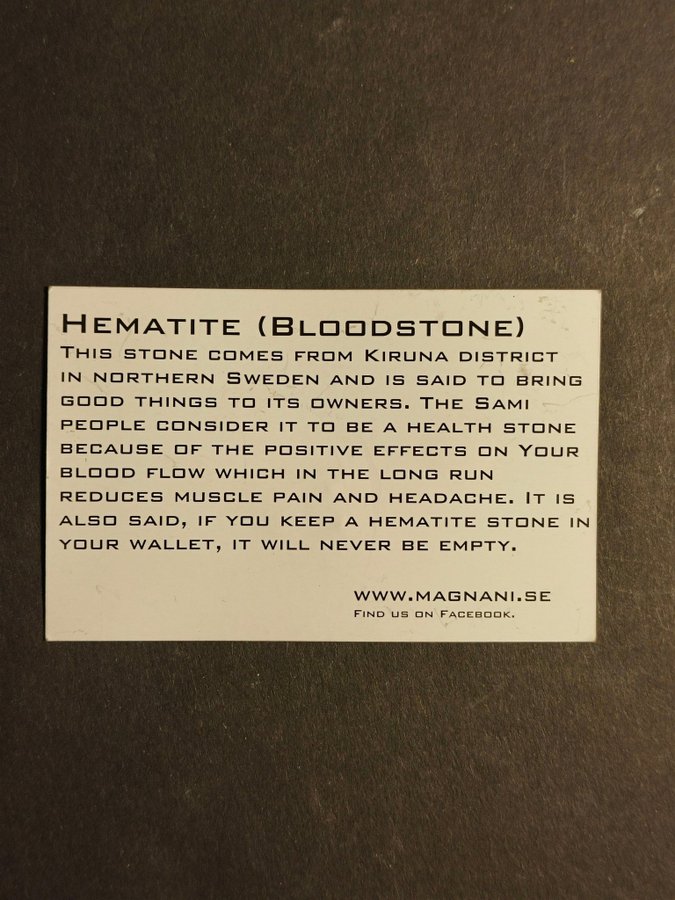 Hematite (Bloodstone)
This stone comes from Kiruna district
in northern Sweden and is said to bring
good things to its owners. The Sami
people consider it to be a health stone
because of the positive effects on Your
blood flow which in the long run
reduces muscle pain and headache. It is
also said, if you keep a hematite stone in
your wallet, it will never be empty.
www.magnani.se
Find us on Facebook.